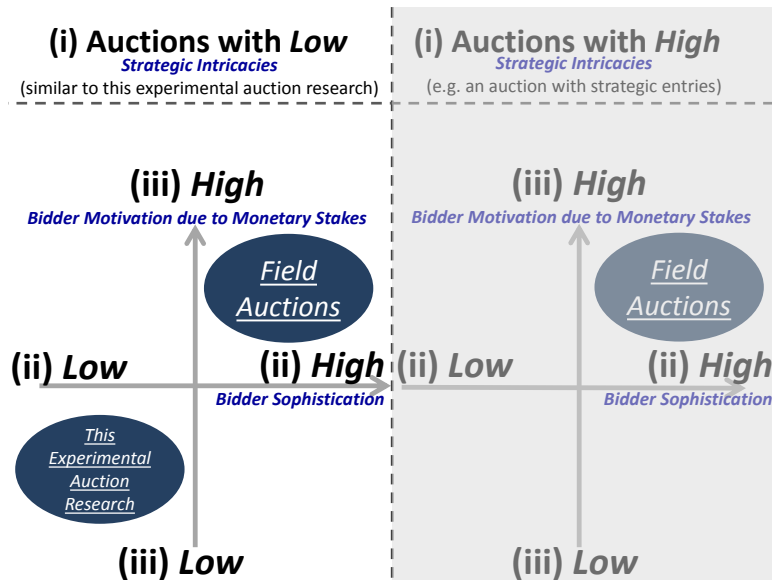 (i) Auctions with Low
Strategic Intricacies
(similar to this experimental auction research)
(iii) High
Bidder Motivation due to Monetary Stakes
Field
Auctions
(ii) Low
(ii) High
Bidder Sophistication
This
Experimental
Auction
Research
(iii) Low
(i) Auctions with High
Strategic Intricacies
(e.g. an auction with strategic entries)
(iii) High
Bidder Motivation due to Monetary Stakes
Field
Auctions
(ii) Low
(ii) High
Bidder Sophistication
(iii) Low